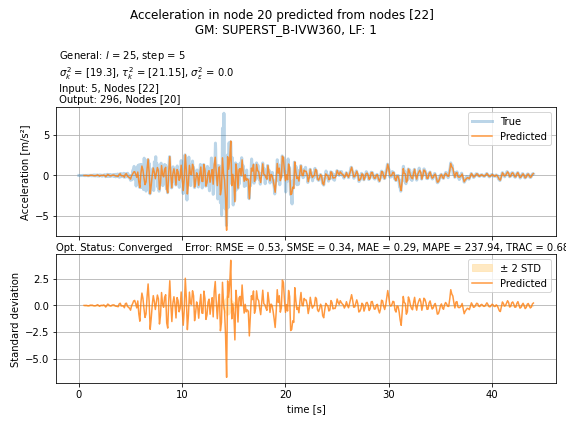 Acceleration in node 20 predicted from nodes [22]
GM: SUPERST_B-IVW360, LF: 1
General: l = 25, step = 5
σ²ₖ = [19.3], τ²ₖ = [21.15], σ²ε = 0.0
Input: 5, Nodes [22]
Output: 296, Nodes [20]
Acceleration [m/s²]
5
0
−5
True
Predicted
Opt. Status: Converged Error: RMSE = 0.53, SMSE = 0.34, MAE = 0.29, MAPE = 237.94, TRAC = 0.68
Standard deviation
2.5
0.0
−2.5
−5.0
± 2 STD
Predicted
0 10 20 30 40
time [s]